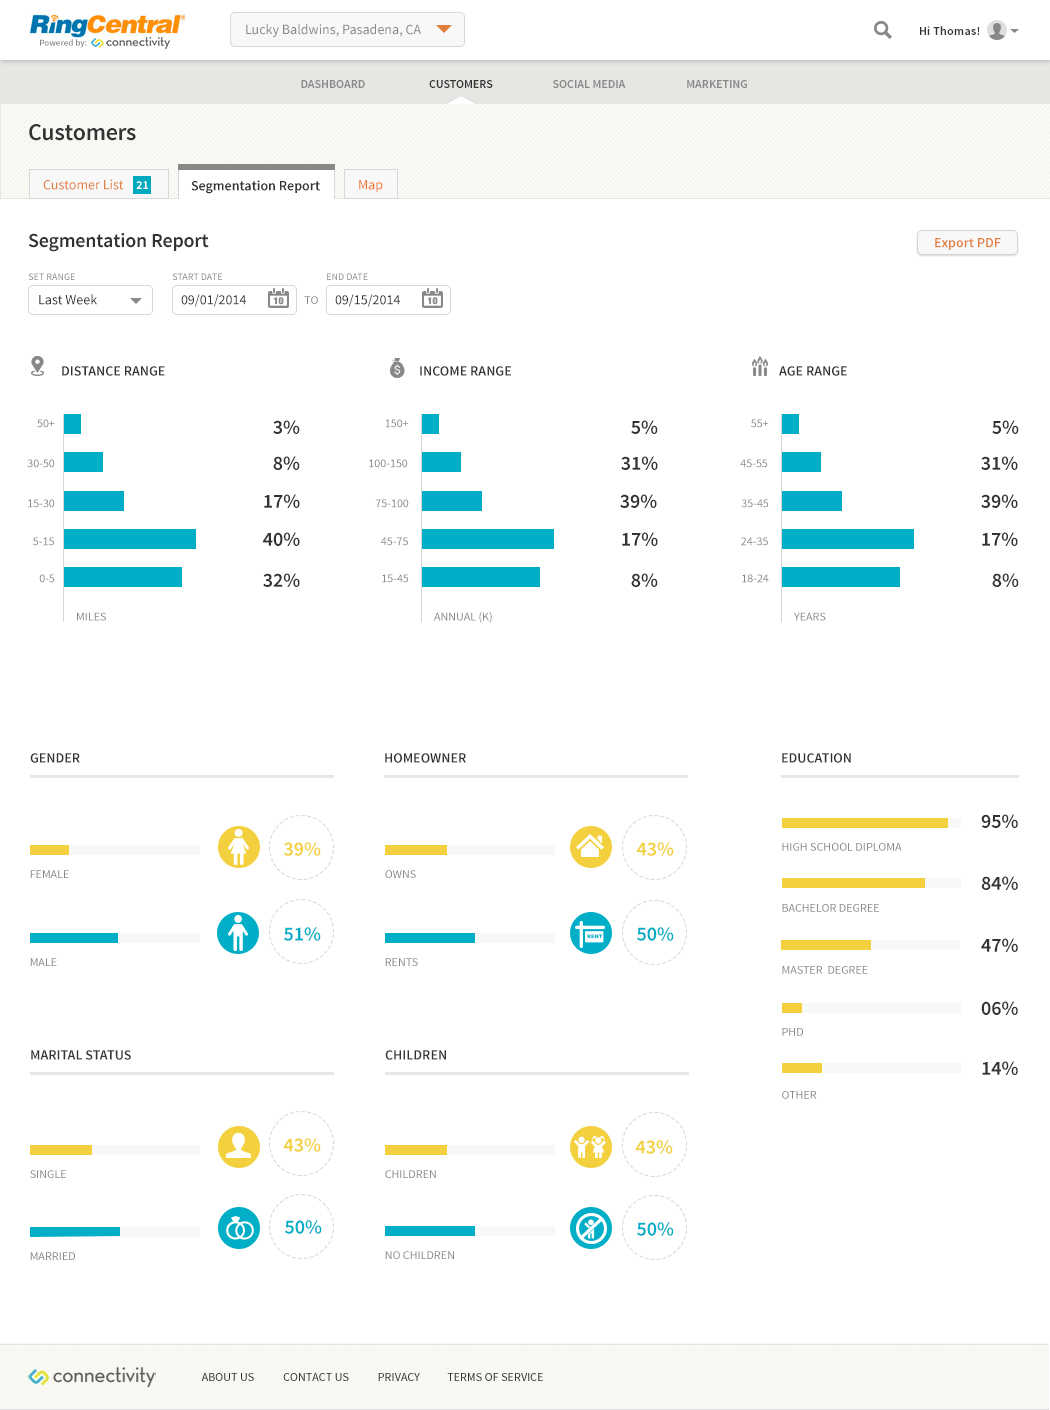 RingCentral
Powered by: connectivity
Lucky Baldwins, Pasadena, CA
Hi Thomas!
DASHBOARD CUSTOMERS SOCIAL MEDIA MARKETING
Customers
Customer List 21 Segmentation Report Map
Segmentation Report
Export PDF
SET RANGE START DATE END DATE
Last Week 09/01/2014 10 TO 09/15/2014 10
DISTANCE RANGE
50+ 3%
30-50 8%
15-30 17%
5-15 40%
0-5 32%
MILES
$ INCOME RANGE
150+ 5%
100-150 31%
75-100 39%
45-75 17%
15-45 8%
ANNUAL (K)
AGE RANGE
55+ 5%
45-55 31%
35-45 39%
24-35 17%
18-24 8%
YEARS
GENDER
39%
FEMALE
51%
MALE
HOMEOWNER
43%
OWNS
RENT 50%
RENTS
EDUCATION
95%
HIGH SCHOOL DIPLOMA
84%
BACHELOR DEGREE
47%
MASTER DEGREE
06%
PHD
14%
OTHER
MARITAL STATUS
43%
SINGLE
50%
MARRIED
CHILDREN
43%
CHILDREN
50%
NO CHILDREN
connectivity ABOUT US CONTACT US PRIVACY TERMS OF SERVICE